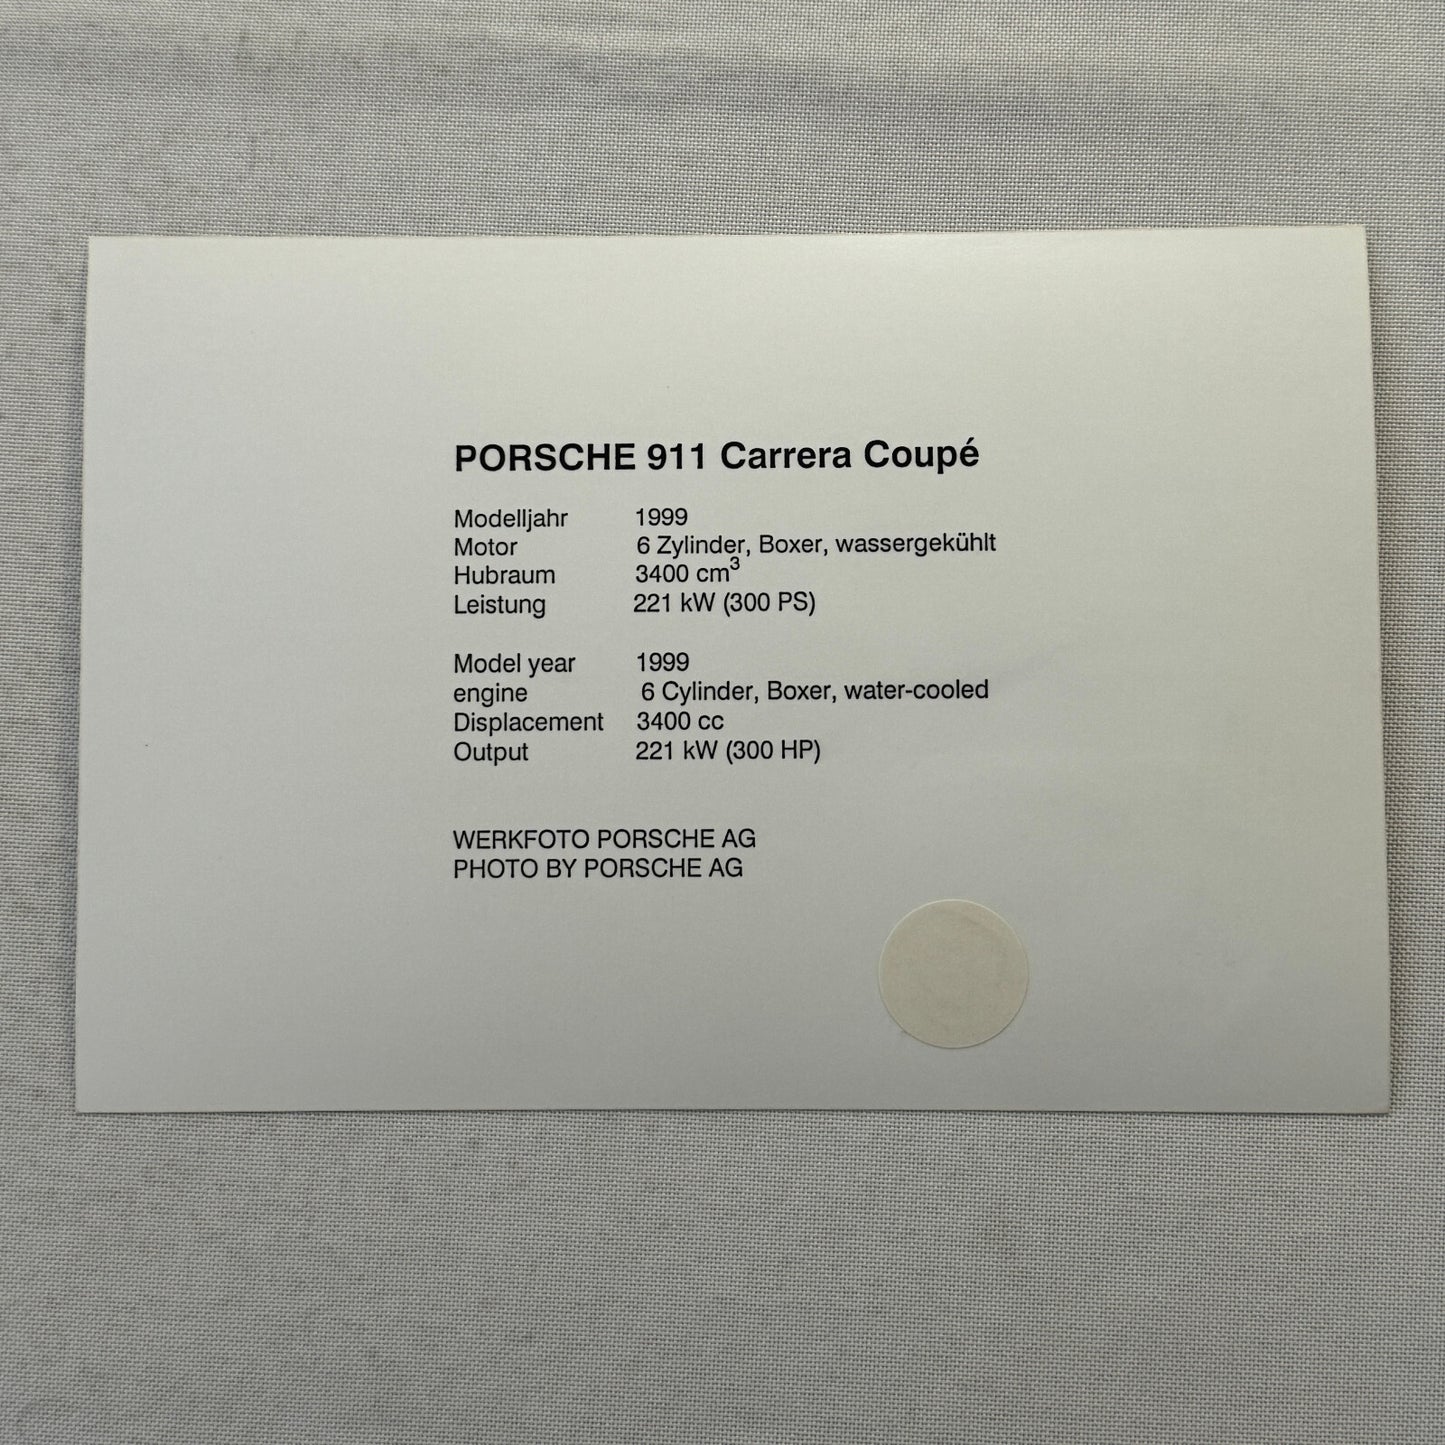 PORSCHE 911 Carrera Coupé
Modelljahr 1999
Motor 6 Zylinder, Boxer, wassergekühlt
Hubraum 3400 cm³
Leistung 221 kW (300 PS)
Model year 1999
engine 6 Cylinder, Boxer, water-cooled
Displacement 3400 cc
Output 221 kW (300 HP)
WERKFOTO PORSCHE AG
PHOTO BY PORSCHE AG